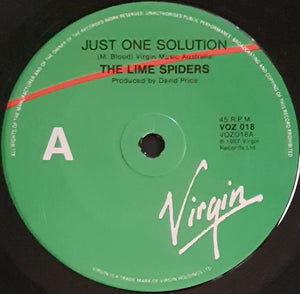 JUST ONE SOLUTION
(M. Blood) Virgin Music Australia
THE LIME SPIDERS
Produced by David Price
A
45 R.P.M.
VOZ 018
VOZ018A
℗ 1987 Virgin
Records Ltd
Virgin
VIRGIN IS A TRADE MARK OF VIRGIN HOLDINGS LTD